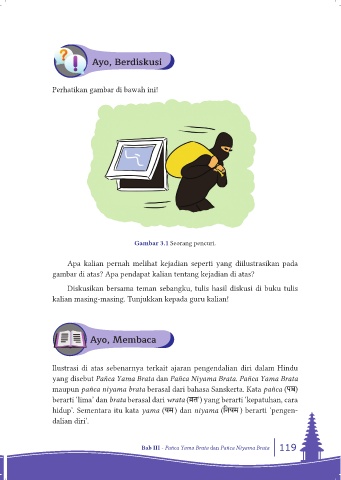 Ayo, Berdiskusi
Perhatikan gambar di bawah ini!
Gambar 3.1 Seorang pencuri.
Apa kalian pernah melihat kejadian seperti yang diilustrasikan pada
gambar di atas? Apa pendapat kalian tentang kejadian di atas?
Diskusikan bersama teman sebangku, tulis hasil diskusi di buku tulis
kalian masing-masing. Tunjukkan kepada guru kalian!
Ayo, Membaca
Ilustrasi di atas sebenarnya terkait ajaran pengendalian diri dalam Hindu
yang disebut Pañca Yama Brata dan Pañca Niyama Brata. Pañca Yama Brata
maupun pañca niyama brata berasal dari bahasa Sanskerta. Kata pañca (पञ्च)
berarti 'lima' dan brata berasal dari wrata (व्रत) yang berarti 'kepatuhan, cara
hidup'. Sementara itu kata yama (यम) dan niyama (नियम) berarti 'pengen-
dalian diri'.
Bab III - Pañca Yama Brata dan Pañca Niyama Brata 119